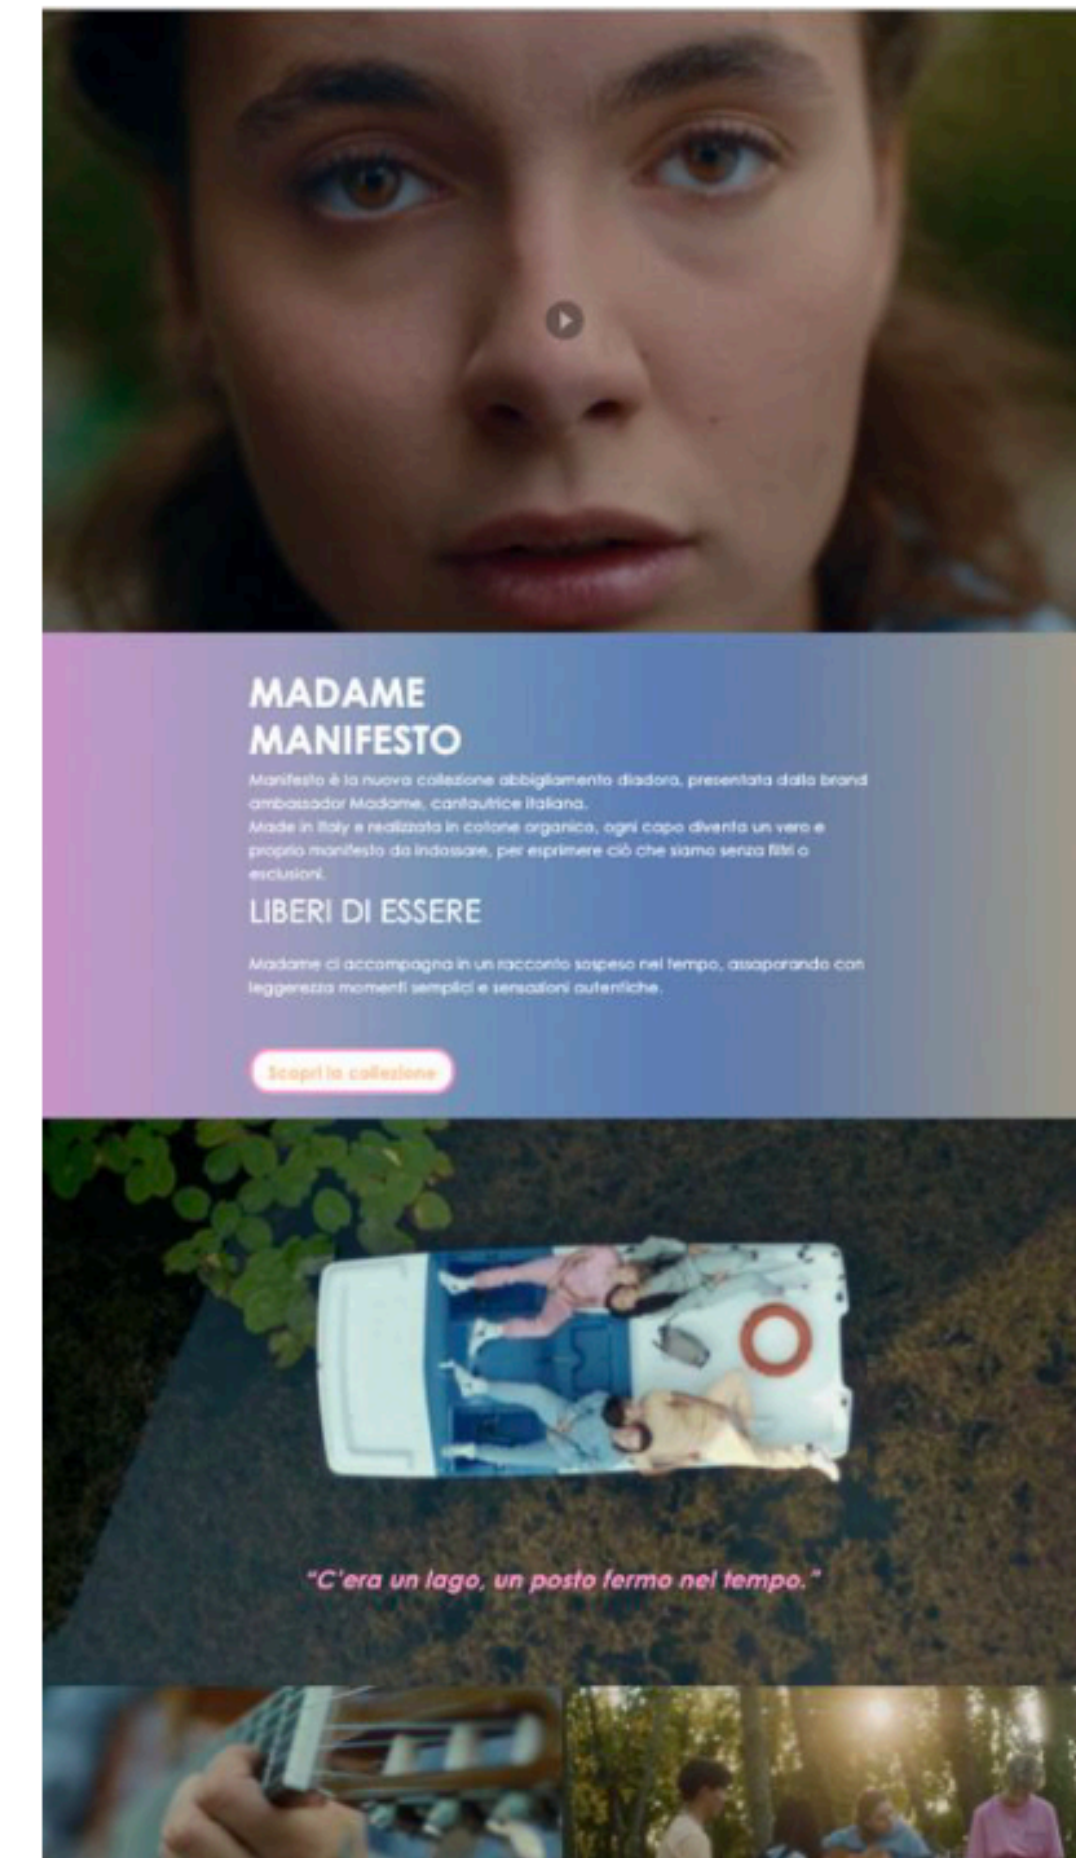 MADAME
MANIFESTO
Manifesto è la nuova collezione abbigliamento diadora, presentata dalla brand
ambassador Madame, cantautrice italiana.
Made in Italy e realizzata in cotone organico, ogni capo diventa un vero e
proprio manifesto da indossare, per esprimere ciò che siamo senza filtri o
esclusioni.
LIBERI DI ESSERE
Madame ci accompagna in un racconto sospeso nel tempo, assaporando con
leggerezza momenti semplici e sensazioni autentiche.
Scopri la collezione
“C'era un lago, un posto fermo nel tempo.”